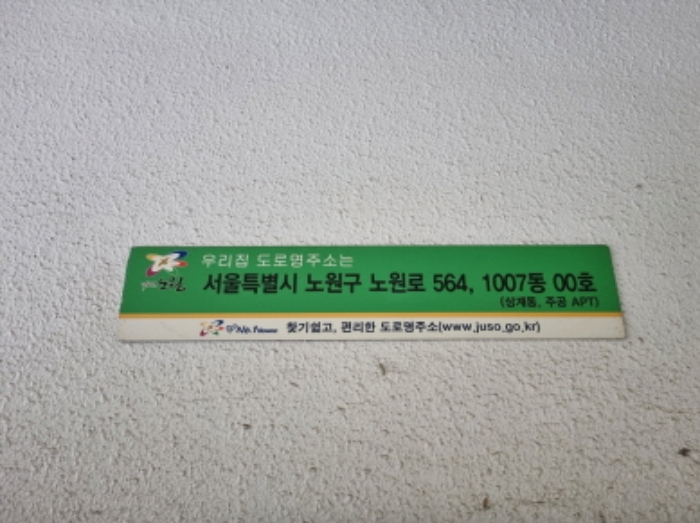 우리집 도로명주소는
노원
서울특별시 노원구 노원로 564, 1007동 00호
(상계동, 주공 APT)
찾기쉽고, 편리한 도로명주소(www.juso.go.kr)